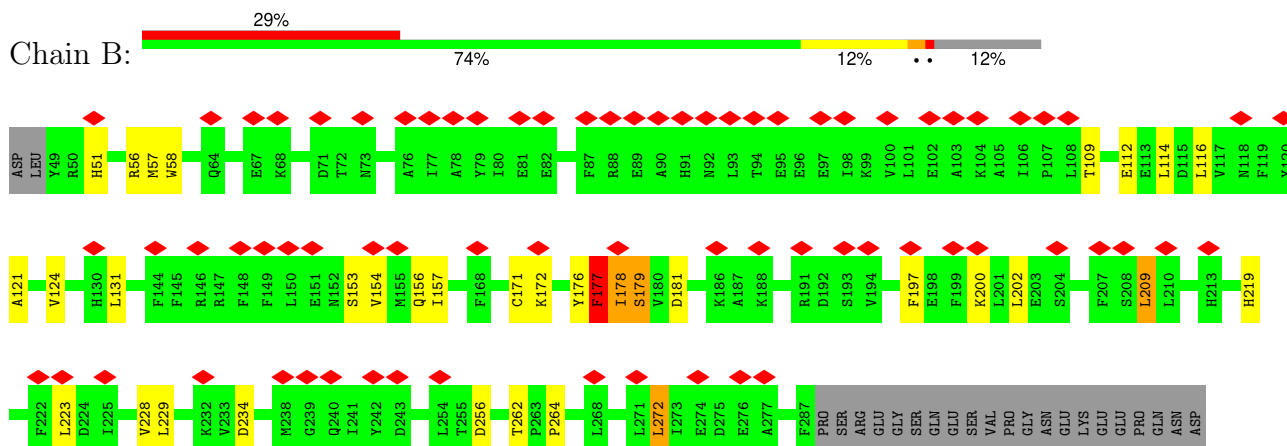 29%
Chain B:
74% 12% • • 12%
ASP LEU Y49 R50 H51 R56 M57 W58 Q64 E67 K68 D71 T72 N73 A76 I77 A78 Y79 I80 E81 E82 F87 R88 E89 A90 H91 N92 L93 T94 E95 E96 E97 I98 K99 V100 L101 E102 A103 K104 A105 I106 P107 L108 T109 E112 E113 L114 D115 L116 V117 N118 F119
A121 V124 H130 L131 F144 F145 R146 R147 F148 F149 L150 E151 N152 S153 V154 M155 Q156 I157 F168 C171 K172 Y176 F177 I178 S179 V180 D181 K186 A187 K188 R191 D192 S193 V194 F197 E198 F199 K200 L201 L202 E203 S204 F207 S208 L209 L210 H213 H219
F222 L223 D224 I225 V228 L229 K232 V233 D234 M238 G239 Q240 I241 Y242 D243 L254 T255 D256 T262 P263 P264 L268 L271 L272 I273 E274 D275 E276 A277 F287 PRO SER ARG GLU GLY SER GLN GLU SER VAL PRO GLY ASN GLU LYS GLU GLU PRO GLN ASN ASP